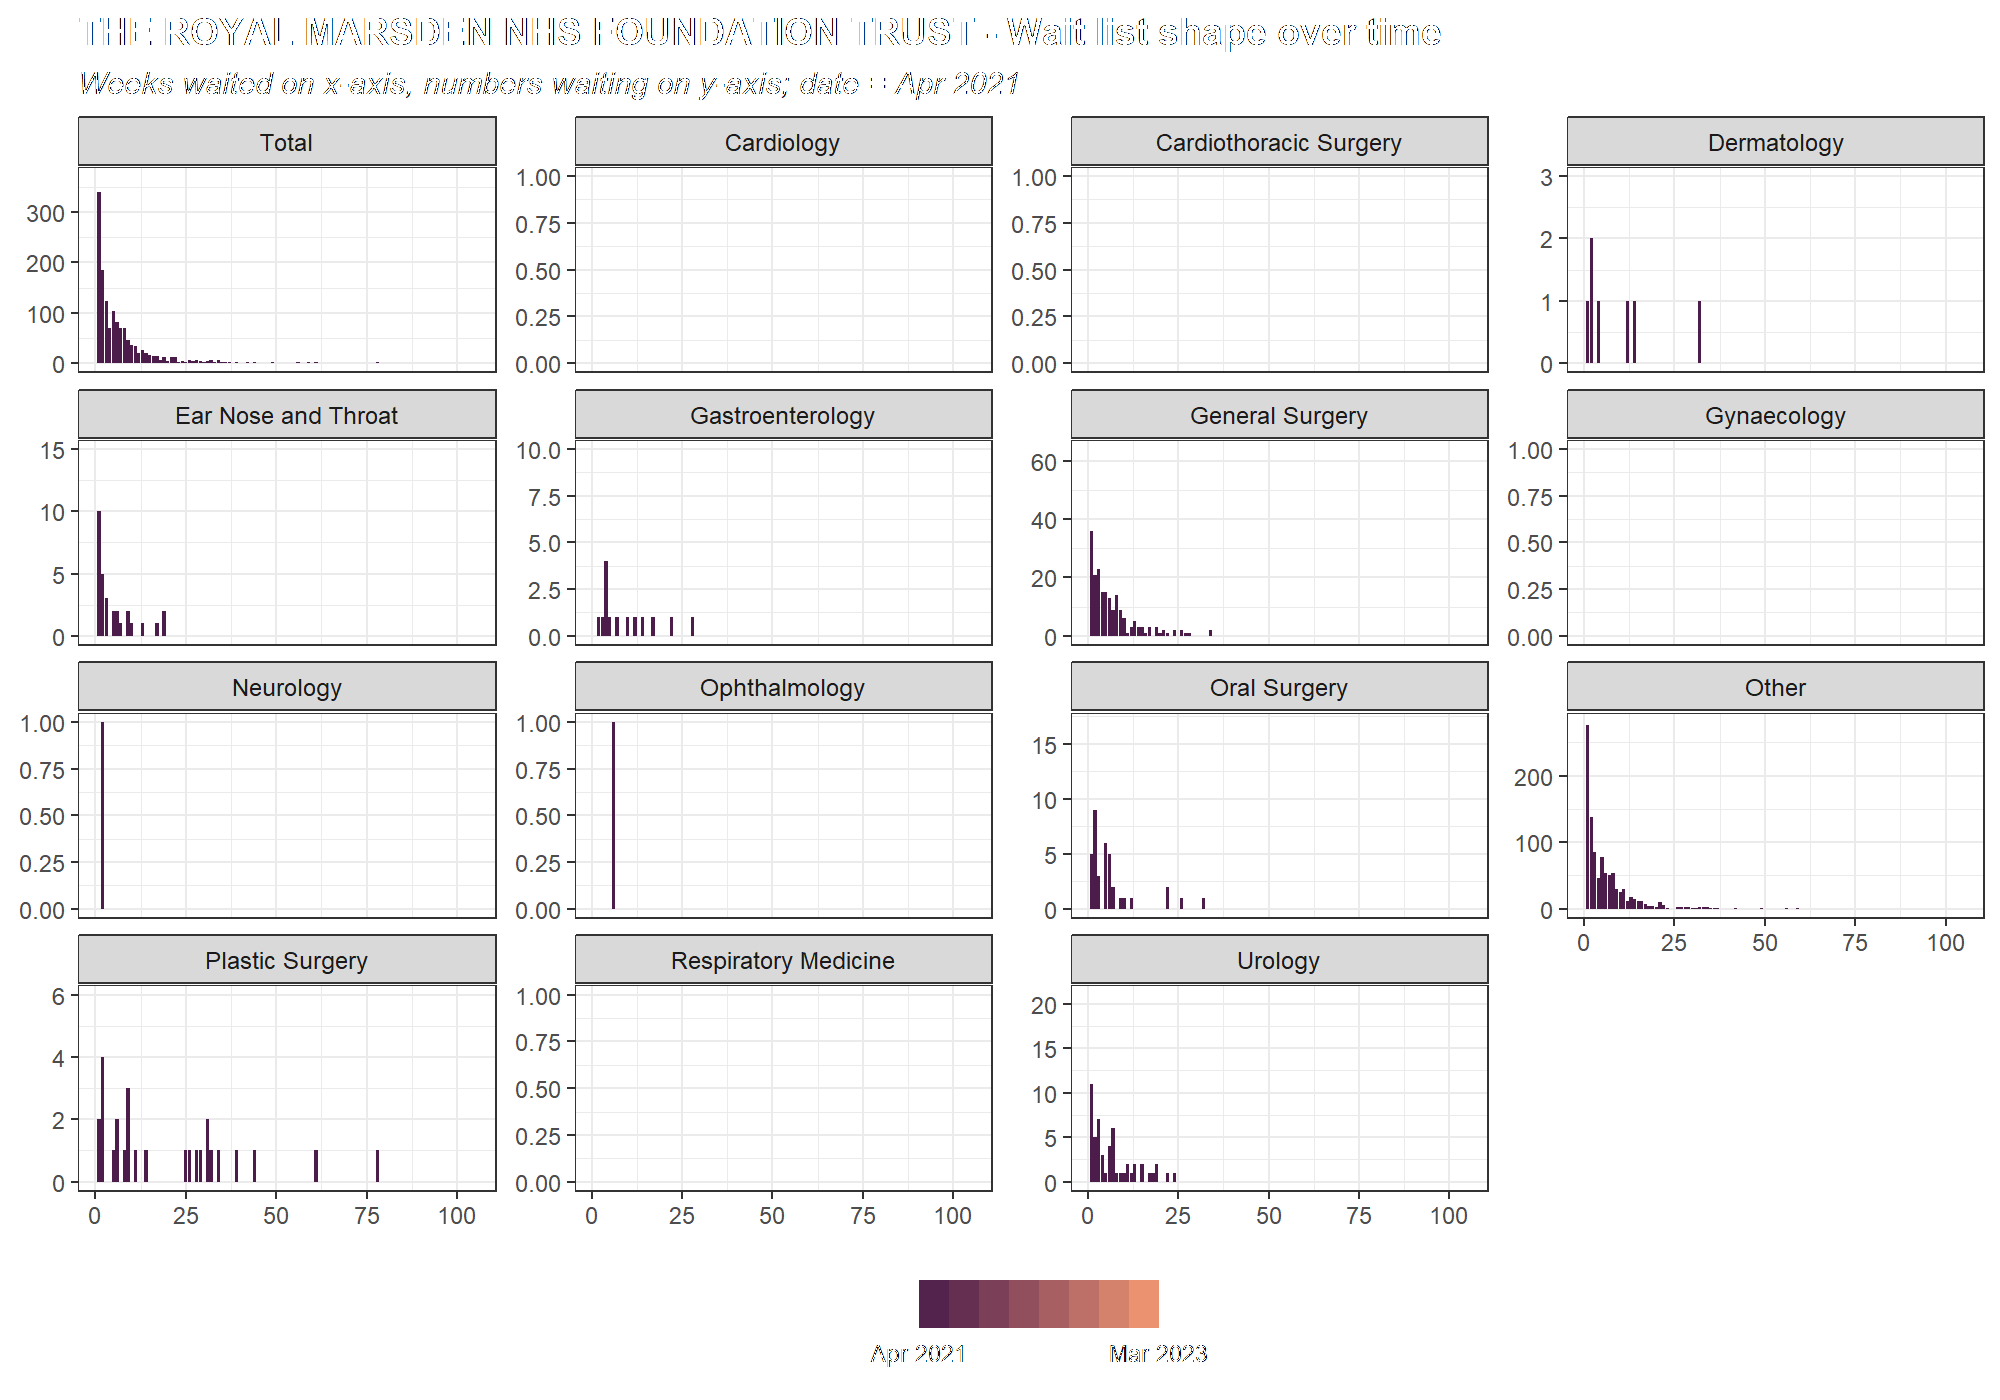 THE ROYAL MARSDEN NHS FOUNDATION TRUST - Wait list shape over time
Weeks waited on x-axis, numbers waiting on y-axis; date = Apr 2021
Total
Cardiology
Cardiothoracic Surgery
Dermatology
300
200
100
0
1.00
0.75
0.50
0.25
0.00
1.00
0.75
0.50
0.25
0.00
3
2
1
0
Ear Nose and Throat
Gastroenterology
General Surgery
Gynaecology
15
10
5
0
10.0
7.5
5.0
2.5
0.0
60
40
20
0
1.00
0.75
0.50
0.25
0.00
Neurology
Ophthalmology
Oral Surgery
Other
1.00
0.75
0.50
0.25
0.00
1.00
0.75
0.50
0.25
0.00
15
10
5
0
200
100
0
0 25 50 75 100
Plastic Surgery
Respiratory Medicine
Urology
6
4
2
0
1.00
0.75
0.50
0.25
0.00
20
15
10
5
0
0 25 50 75 100
0 25 50 75 100
0 25 50 75 100
Apr 2021
Mar 2023